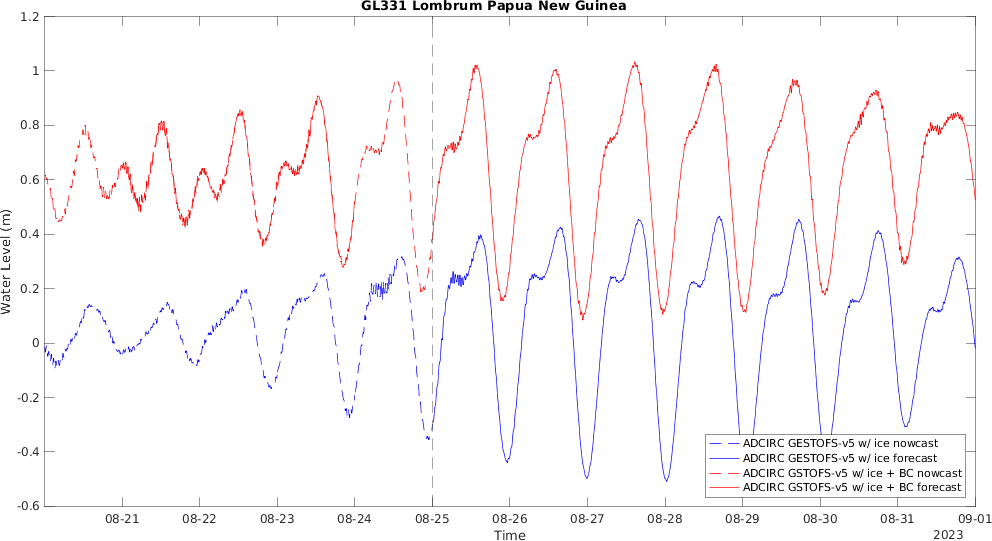 GL331 Lombrum Papua New Guinea
1.2
1
0.8
0.6
0.4
0.2
0
-0.2
-0.4
-0.6
Water Level (m)
08-21 08-22 08-23 08-24 08-25 08-26 08-27 08-28 08-29 08-30 08-31 09-01
Time
2023
ADCIRC GESTOFS-v5 w/ ice nowcast
ADCIRC GESTOFS-v5 w/ ice forecast
ADCIRC GSTOFS-v5 w/ ice + BC nowcast
ADCIRC GSTOFS-v5 w/ ice + BC forecast